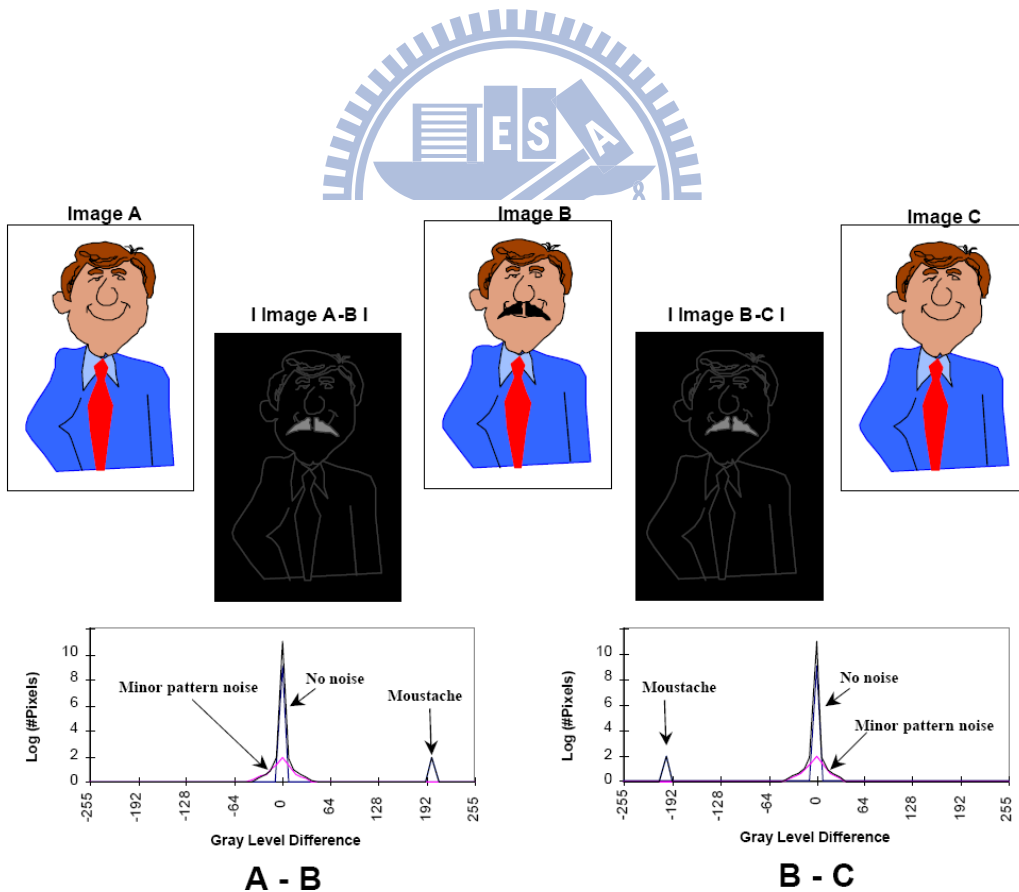 E S A
Image A
Image B
Image C
I Image A-B I
I Image B-C I
Log (#Pixels)
10
8
6
4
2
0
Minor pattern noise
No noise
Moustache
-255 -192 -128 -64 0 64 128 192 255
Gray Level Difference
A - B
Log (#Pixels)
10
8
6
4
2
0
Moustache
No noise
Minor pattern noise
-255 -192 -128 -64 0 64 128 192 255
Gray Level Difference
B - C